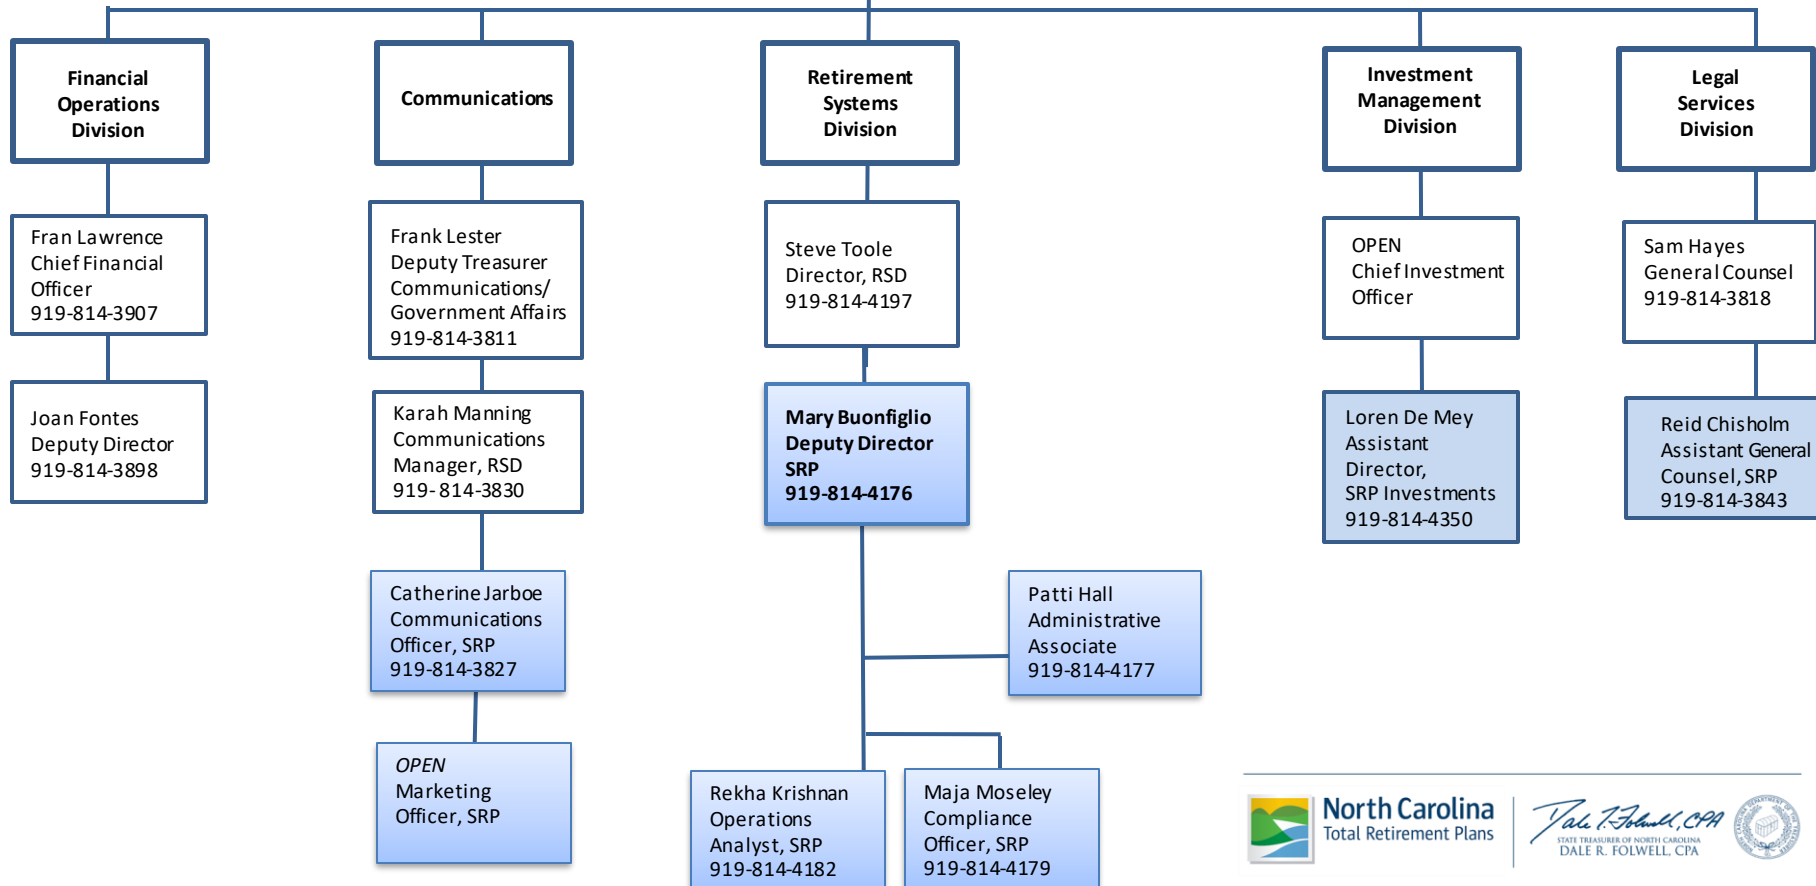 Financial
Operations
Division
Communications
Retirement
Systems
Division
Investment
Management
Division
Legal
Services
Division
Fran Lawrence
Chief Financial
Officer
919-814-3907
Frank Lester
Deputy Treasurer
Communications/
Government Affairs
919-814-3811
Steve Toole
Director, RSD
919-814-4197
OPEN
Chief Investment
Officer
Sam Hayes
General Counsel
919-814-3818
Joan Fontes
Deputy Director
919-814-3898
Karah Manning
Communications
Manager, RSD
919- 814-3830
Mary Buonfiglio
Deputy Director
SRP
919-814-4176
Loren De Mey
Assistant
Director,
SRP Investments
919-814-4350
Reid Chisholm
Assistant General
Counsel, SRP
919-814-3843
Catherine Jarboe
Communications
Officer, SRP
919-814-3827
Patti Hall
Administrative
Associate
919-814-4177
OPEN
Marketing
Officer, SRP
Rekha Krishnan
Operations
Analyst, SRP
919-814-4182
Maja Moseley
Compliance
Officer, SRP
919-814-4179
North Carolina
Total Retirement Plans
Dale R. Folwell, CPA
STATE TREASURER OF NORTH CAROLINA
DALE R. FOLWELL, CPA